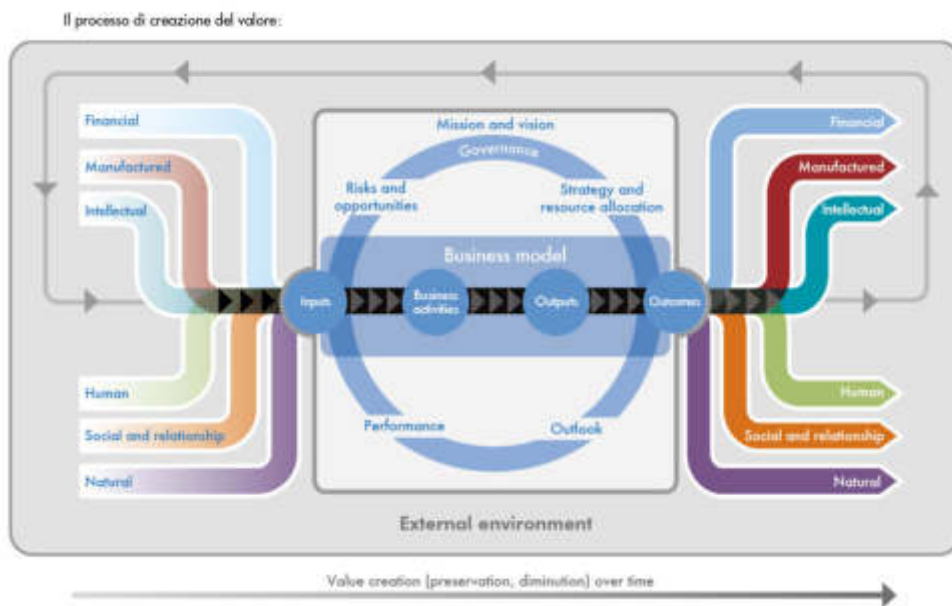 Il processo di creazione del valore:
Financial
Manufactured
Intellectual
Human
Social and relationship
Natural
Mission and vision
Governance
Risks and
opportunities
Strategy and
resource allocation
Business model
Inputs
Business
activities
Outputs
Outcomes
Performance
Outlook
Financial
Manufactured
Intellectual
Human
Social and relationship
Natural
External environment
Value creation (preservation, diminution) over time